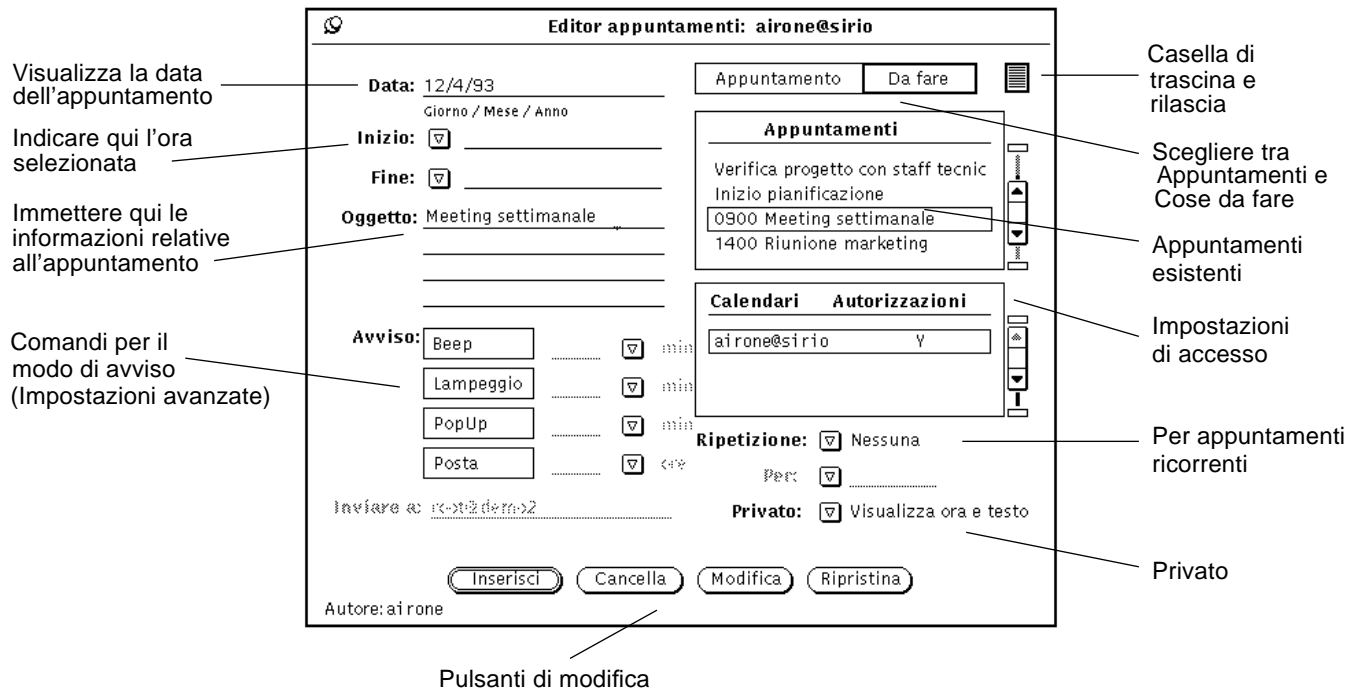 Editor appuntamenti: airone@sirio
Visualizza la data
dell'appuntamento
Data: 12/4/93
Giorno / Mese / Anno
Indicare qui l'ora
selezionata
Inizio:
Fine:
Immettere qui le
informazioni relative
all'appuntamento
Oggetto: Meeting settimanale
Comandi per il
modo di avviso
(Impostazioni avanzate)
Avviso:
Beep min
Lampeggio min
PopUp min
Posta ore
Inviare a: root@demo2
Appuntamento Da fare
Casella di
trascina e
rilascia
Scegliere tra
Appuntamenti e
Cose da fare
Appuntamenti
Verifica progetto con staff tecnic
Inizio pianificazione
0900 Meeting settimanale
1400 Riunione marketing
Appuntamenti
esistenti
Calendari Autorizzazioni
airone@sirio Y
Impostazioni
di accesso
Ripetizione: Nessuna
Per:
Per appuntamenti
ricorrenti
Privato: Visualizza ora e testo
Privato
Inserisci Cancella Modifica Ripristina
Autore: airone
Pulsanti di modifica